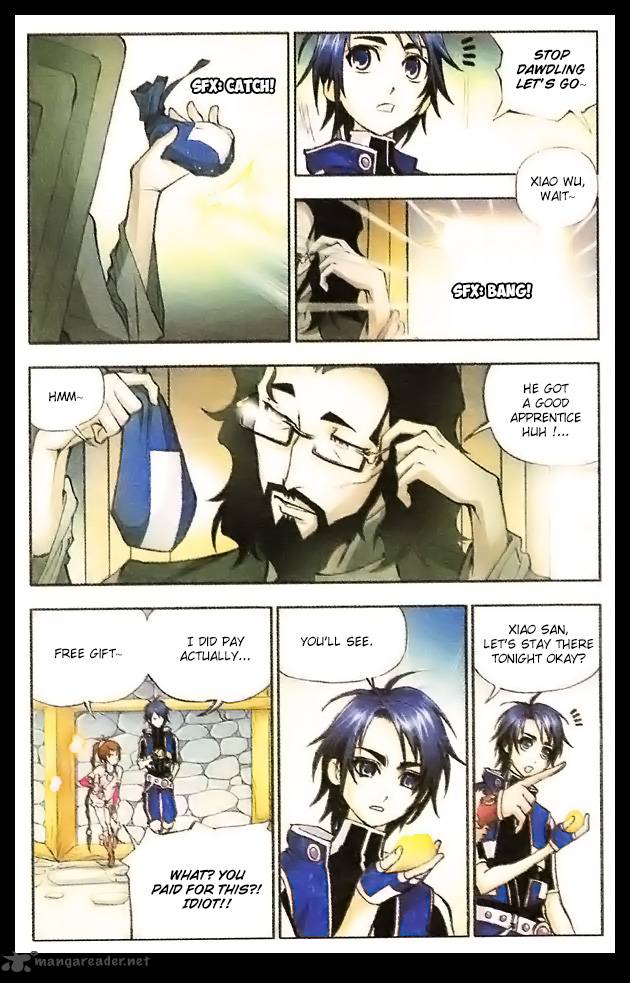 STOP
DAWDLING
LET'S GO~
XIAO WU,
WAIT~
SFX: CATCH!
SFX: BANG!
HE GOT
A GOOD
APPRENTICE
HUH !...
HMM~
XIAO SAN,
LET'S STAY THERE
TONIGHT OKAY?
YOU'LL SEE.
I DID PAY
ACTUALLY...
FREE GIFT~
WHAT? YOU
PAID FOR THIS?!
IDIOT!!
mangareader.net